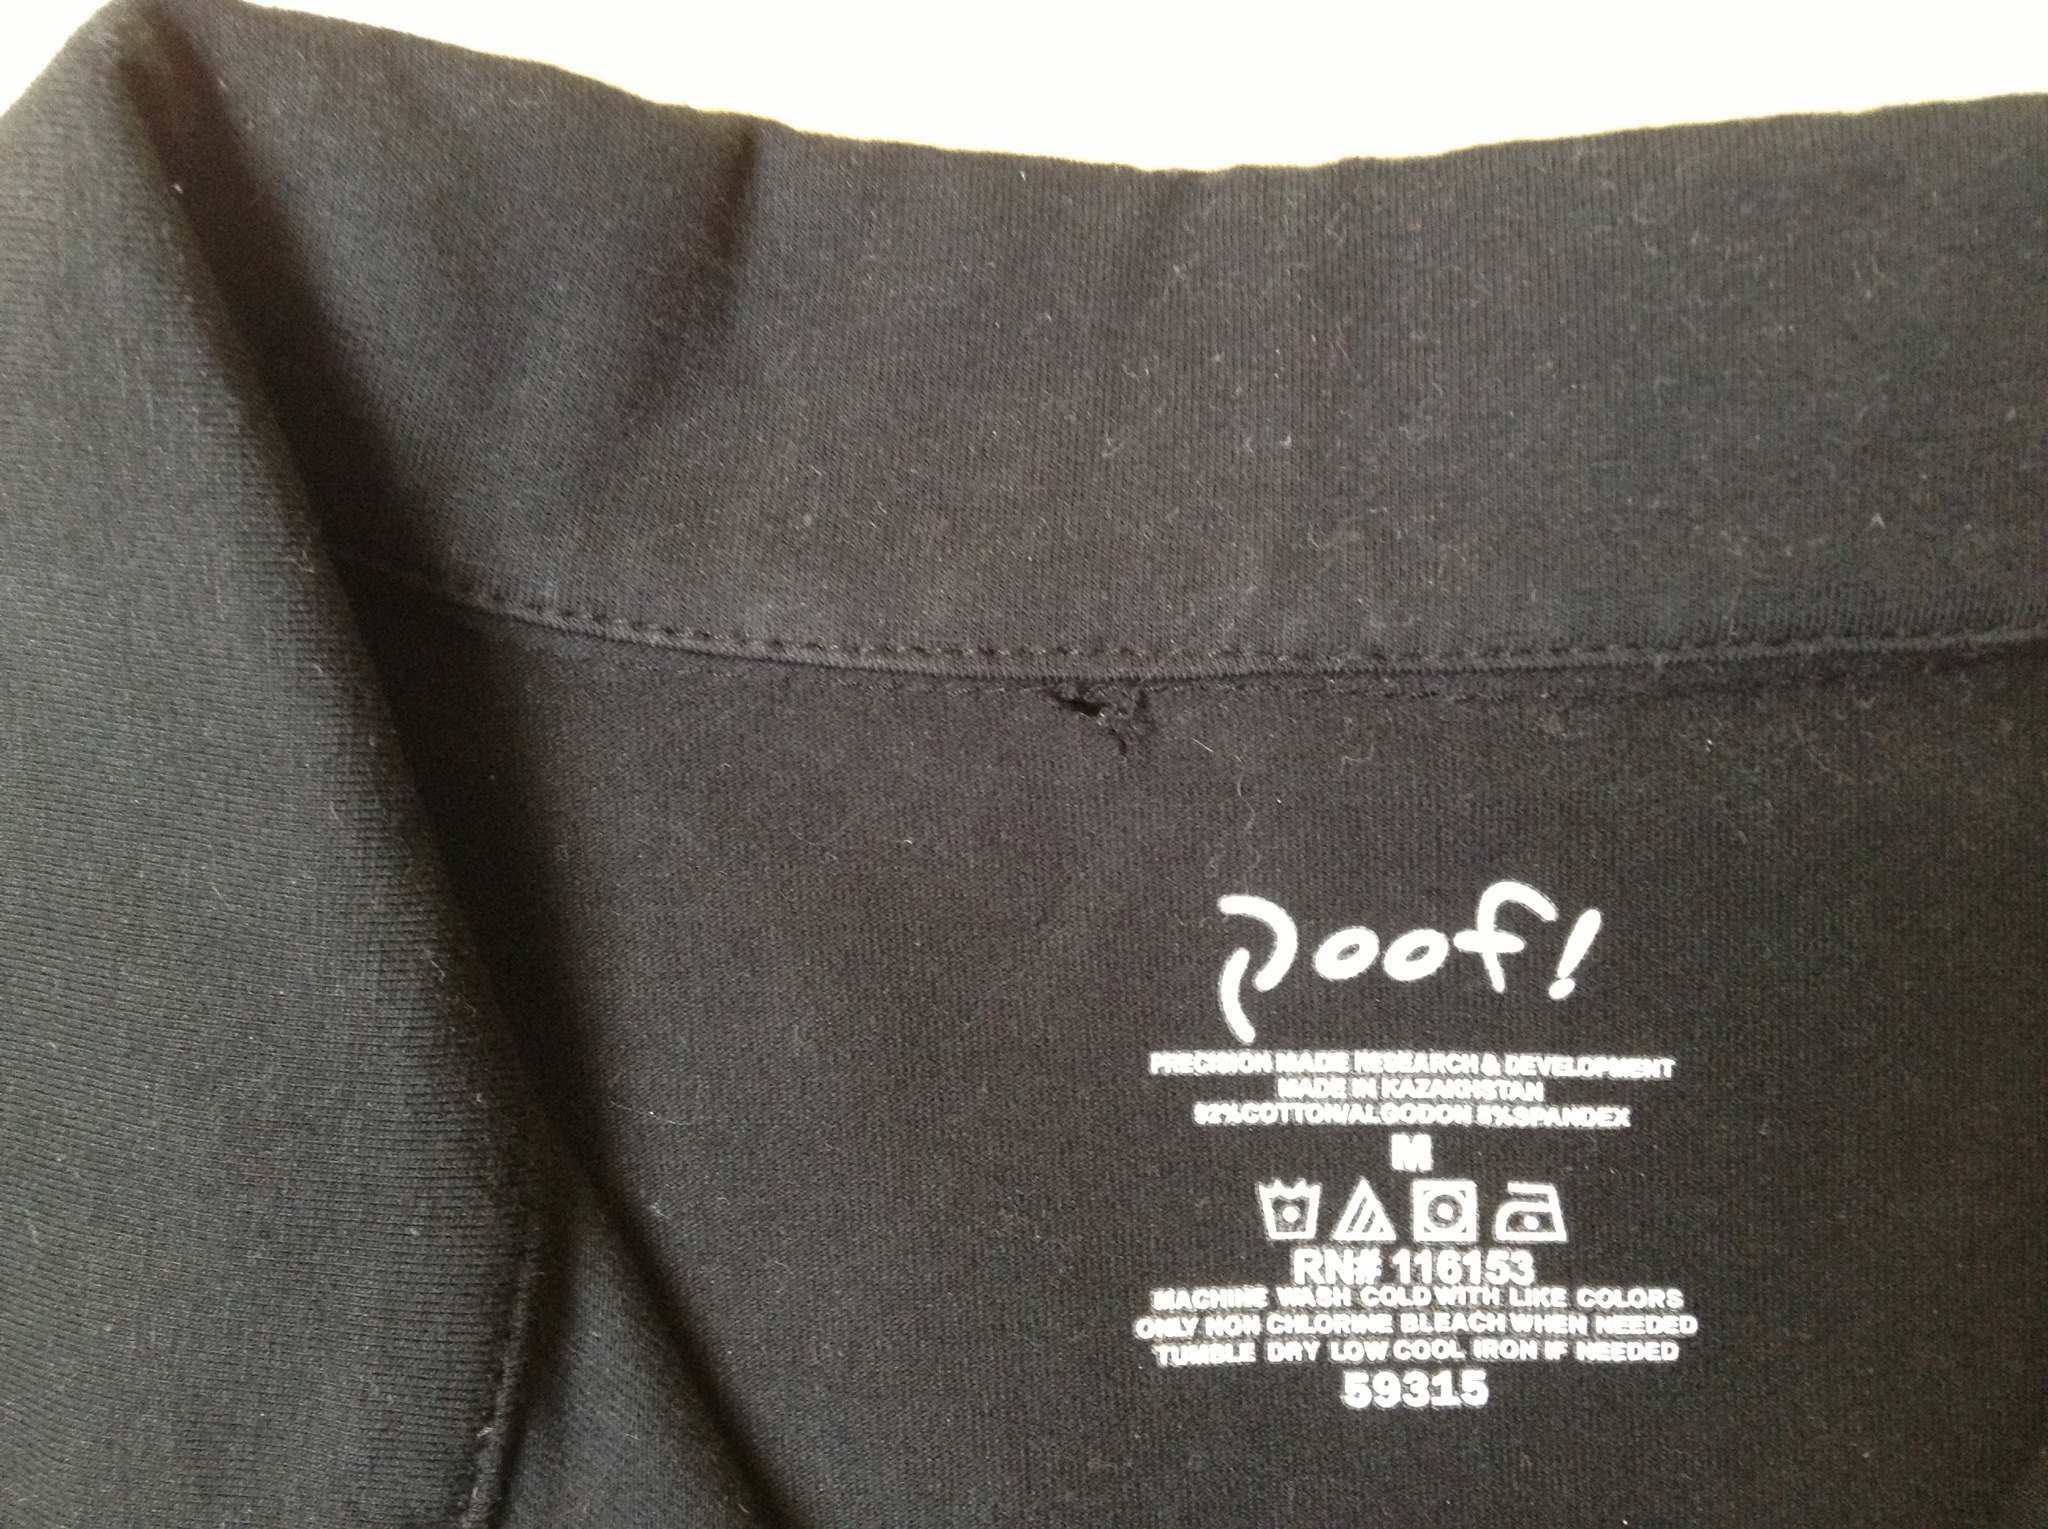 poof!
PRECISION MADE RESEARCH & DEVELOPMENT
MADE IN KAZAKHSTAN
92%COTTON/ALGODON 8%SPANDEX
M
RN# 116153
MACHINE WASH COLD WITH LIKE COLORS
ONLY NON CHLORINE BLEACH WHEN NEEDED
TUMBLE DRY LOW COOL IRON IF NEEDED
59315